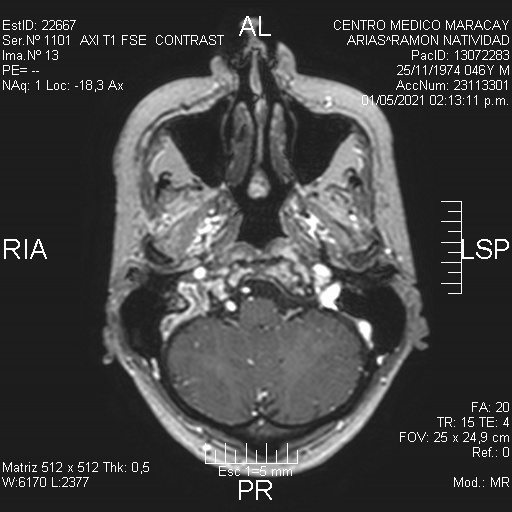 EstID: 22667
Ser.Nº 1101 AXI T1 FSE CONTRAST
Ima.Nº 13
PE= --
NAq: 1 Loc: -18,3 Ax
AL
CENTRO MEDICO MARACAY
ARIAS^RAMON NATIVIDAD
PacID: 13072283
25/11/1974 046Y M
AccNum: 23113301
01/05/2021 02:13:11 p.m.
RIA
LSP
FA: 20
TR: 15 TE: 4
FOV: 25 x 24,9 cm
Ref.: 0
Matriz 512 x 512 Thk: 0,5
W:6170 L:2377
Esc 1=5 mm
PR
Mod.: MR